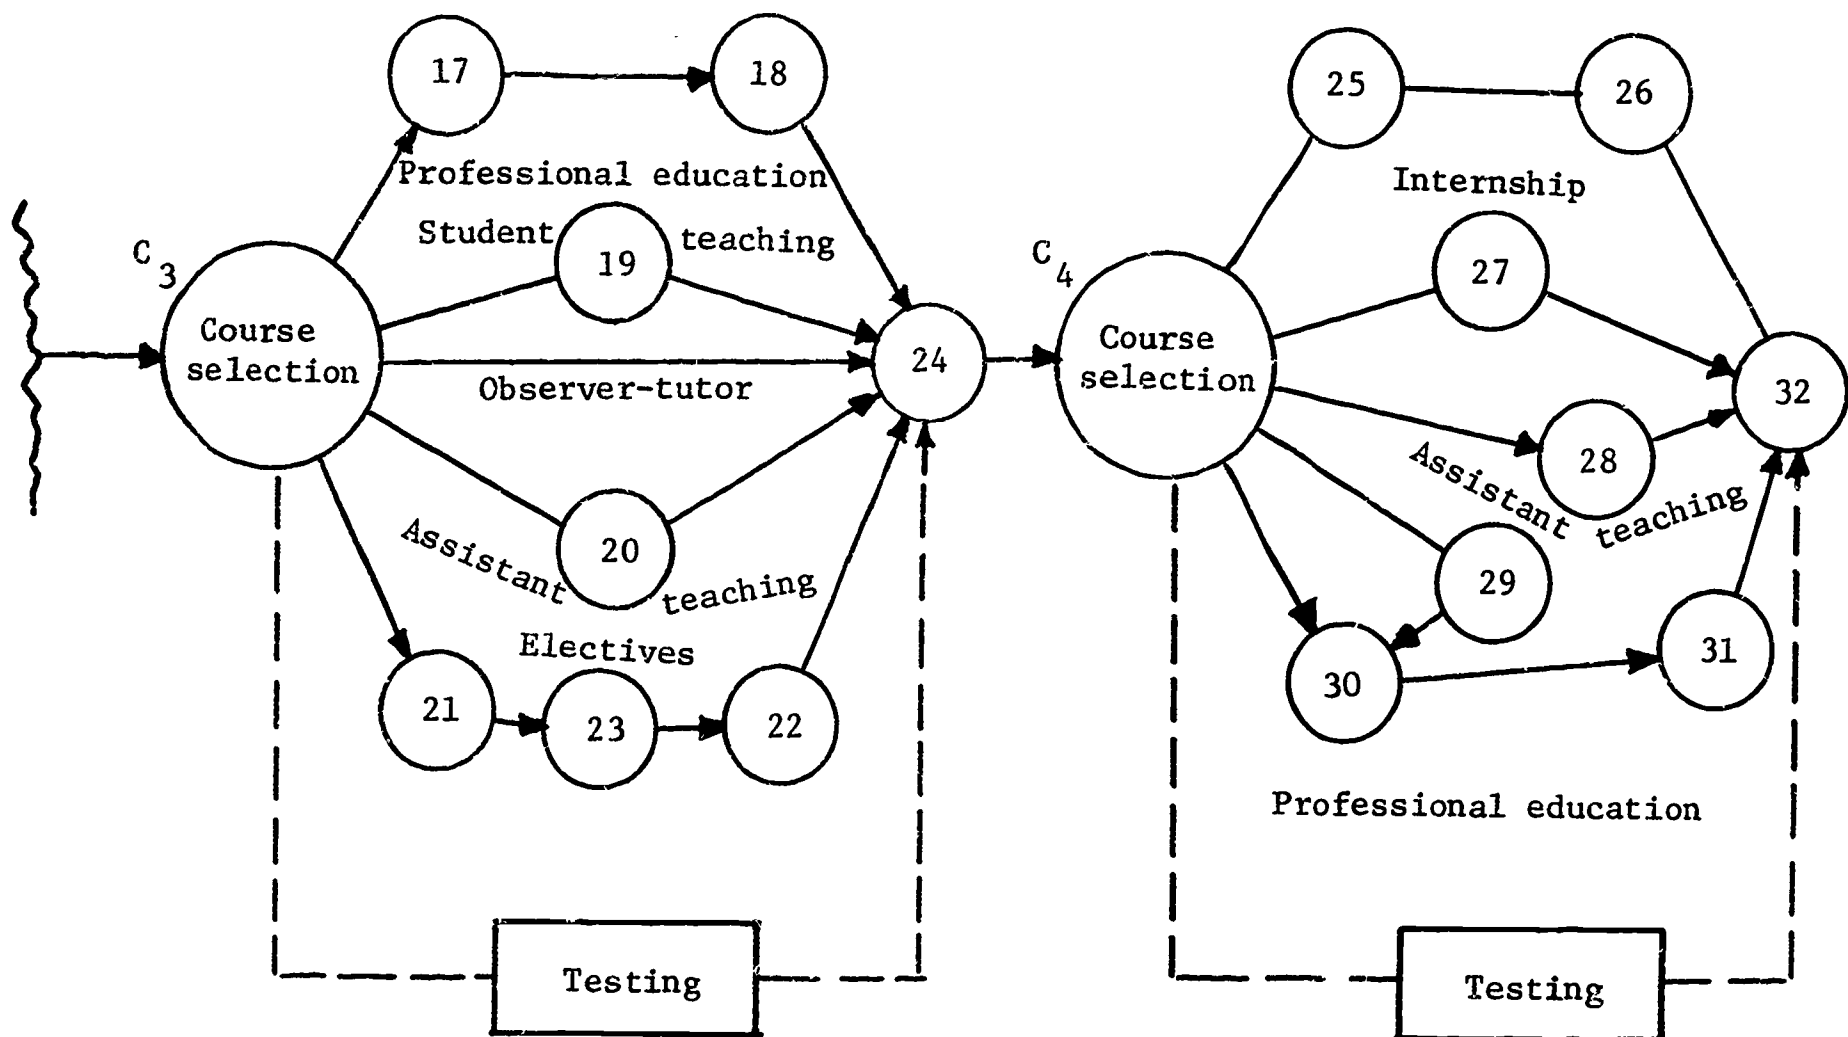 17
18
Professional education
Student
19
teaching
C3
Course
selection
Observer-tutor
24
Assistant
20
teaching
Electives
21
23
22
Testing
25
26
Internship
C4
Course
selection
27
32
28
Assistant
teaching
29
30
31
Professional education
Testing